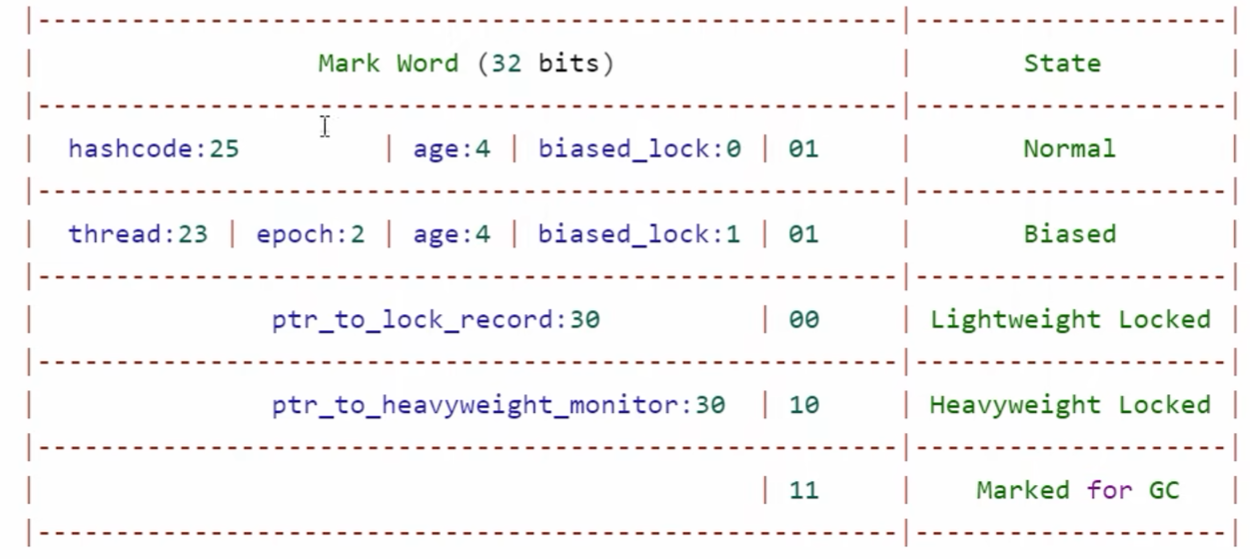 |--------------------------------------------------|--------------------|
| Mark Word (32 bits) | State |
|--------------------------------------------------|--------------------|
| hashcode:25 | age:4 | biased_lock:0 | 01 | Normal |
|--------------------------------------------------|--------------------|
| thread:23 | epoch:2 | age:4 | biased_lock:1 | 01 | Biased |
|--------------------------------------------------|--------------------|
| ptr_to_lock_record:30 | 00 | Lightweight Locked |
|--------------------------------------------------|--------------------|
| ptr_to_heavyweight_monitor:30 | 10 | Heavyweight Locked |
|--------------------------------------------------|--------------------|
| | 11 | Marked for GC |
|--------------------------------------------------|--------------------|